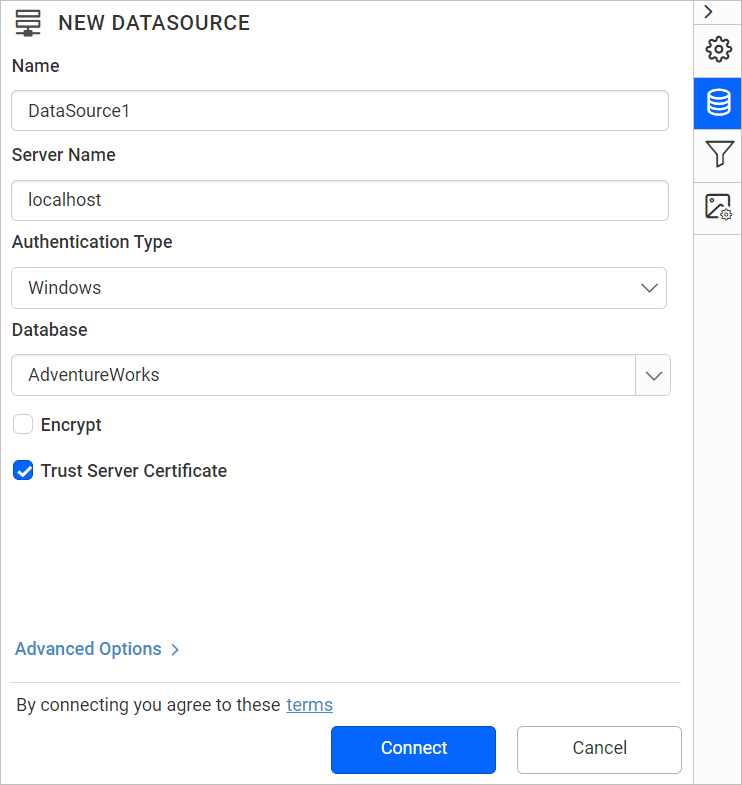 NEW DATASOURCE
Name
DataSource1
Server Name
localhost
Authentication Type
Windows
Database
AdventureWorks
Encrypt
Trust Server Certificate
Advanced Options
By connecting you agree to these terms
Connect Cancel